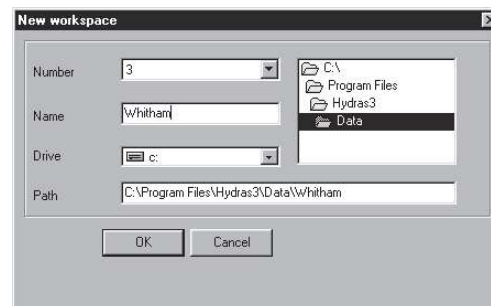 New workspace
Number
3
Name
Whitham
Drive
c:
Path
C:\Program Files\Hydras3\Data\Whitham
C:\
Program Files
Hydras3
Data
OK
Cancel